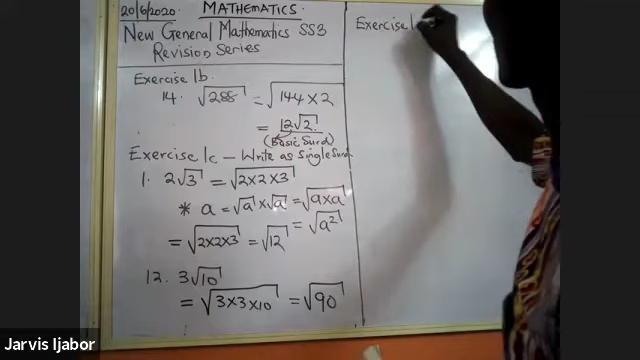 20/6/2020 MATHEMATICS.
New General Mathematics SS3
Revision Series
Exercise 1b
14. √288 = √144×2
= 12√2
(Basic Surd)
Exercise 1c – Write as Single Surd
1. 2√3 = √2×2×3
* a = √a × √a = √a×a
= √a²
= √2×2×3 = √12
12. 3√10
= √3×3×10 = √90
Exercise 1
Jarvis Ijabor